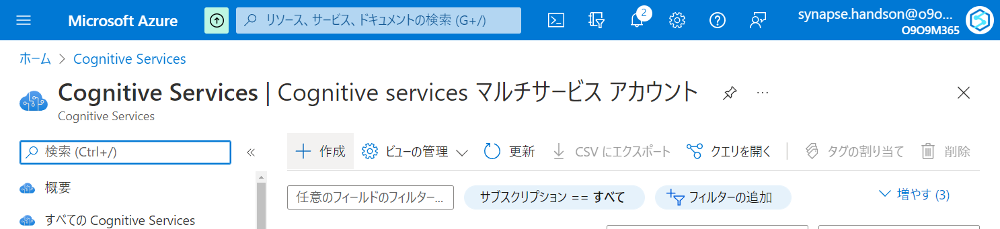 Microsoft Azure
リソース、サービス、ドキュメントの検索 (G+/)
2
synapse.handson@o9o...
O9O9M365
ホーム > Cognitive Services
Cognitive Services | Cognitive services マルチサービス アカウント ...
Cognitive Services
検索 (Ctrl+/) «
+ 作成 ビューの管理 更新 CSV にエクスポート クエリを開く タグの割り当て 削除
概要
任意のフィールドのフィルター... サブスクリプション == すべて フィルターの追加 増やす (3)
すべての Cognitive Services